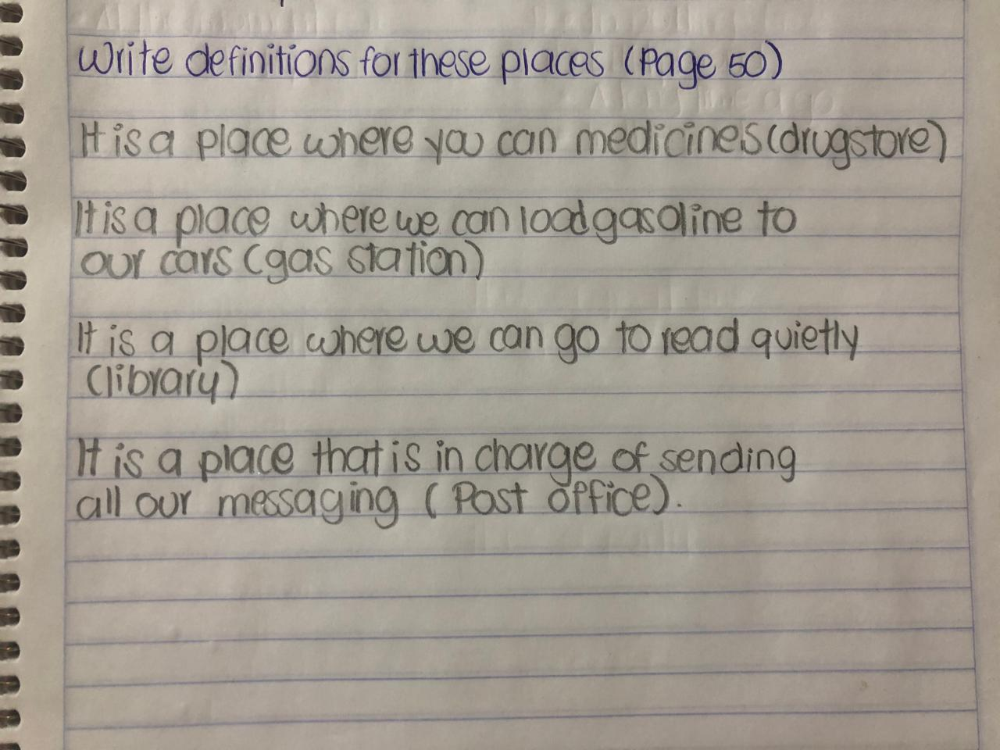 Write definitions for these places (Page 50)
It is a place where you can medicines (drugstore)
It is a place where we can load gasoline to
our cars (gas station)
It is a place where we can go to read quietly
(library)
It is a place that is in charge of sending
all our messaging (Post office).